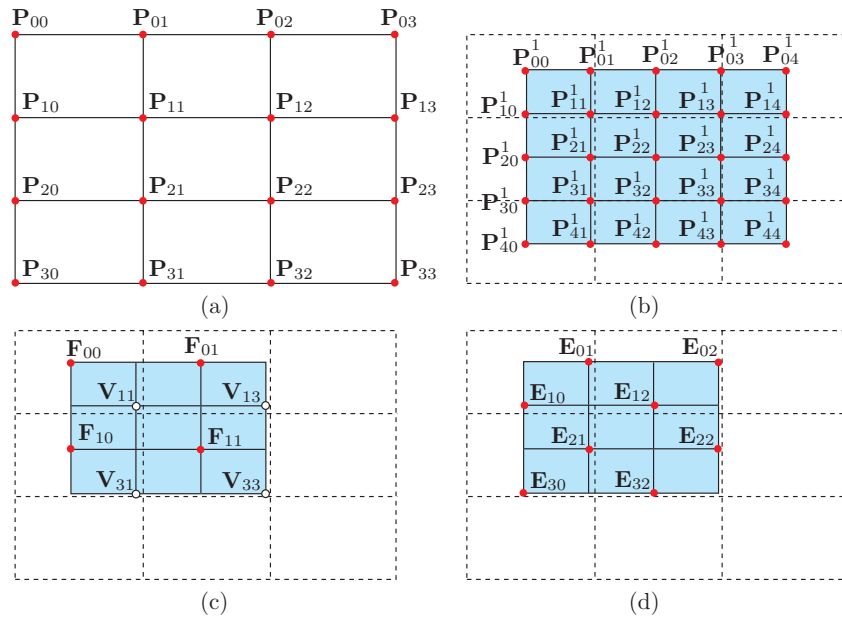 P₀₀ P₀₁ P₀₂ P₀₃
P₁₀ P₁₁ P₁₂ P₁₃
P₂₀ P₂₁ P₂₂ P₂₃
P₃₀ P₃₁ P₃₂ P₃₃
(a)
P¹₀₀ P¹₀₁ P¹₀₂ P¹₀₃ P¹₀₄
P¹₁₀ P¹₁₁ P¹₁₂ P¹₁₃ P¹₁₄
P¹₂₀ P¹₂₁ P¹₂₂ P¹₂₃ P¹₂₄
P¹₃₀ P¹₃₁ P¹₃₂ P¹₃₃ P¹₃₄
P¹₄₀ P¹₄₁ P¹₄₂ P¹₄₃ P¹₄₄
(b)
F₀₀ F₀₁
V₁₁ V₁₃
F₁₀ F₁₁
V₃₁ V₃₃
(c)
E₀₁ E₀₂
E₁₀ E₁₂
E₂₁ E₂₂
E₃₀ E₃₂
(d)